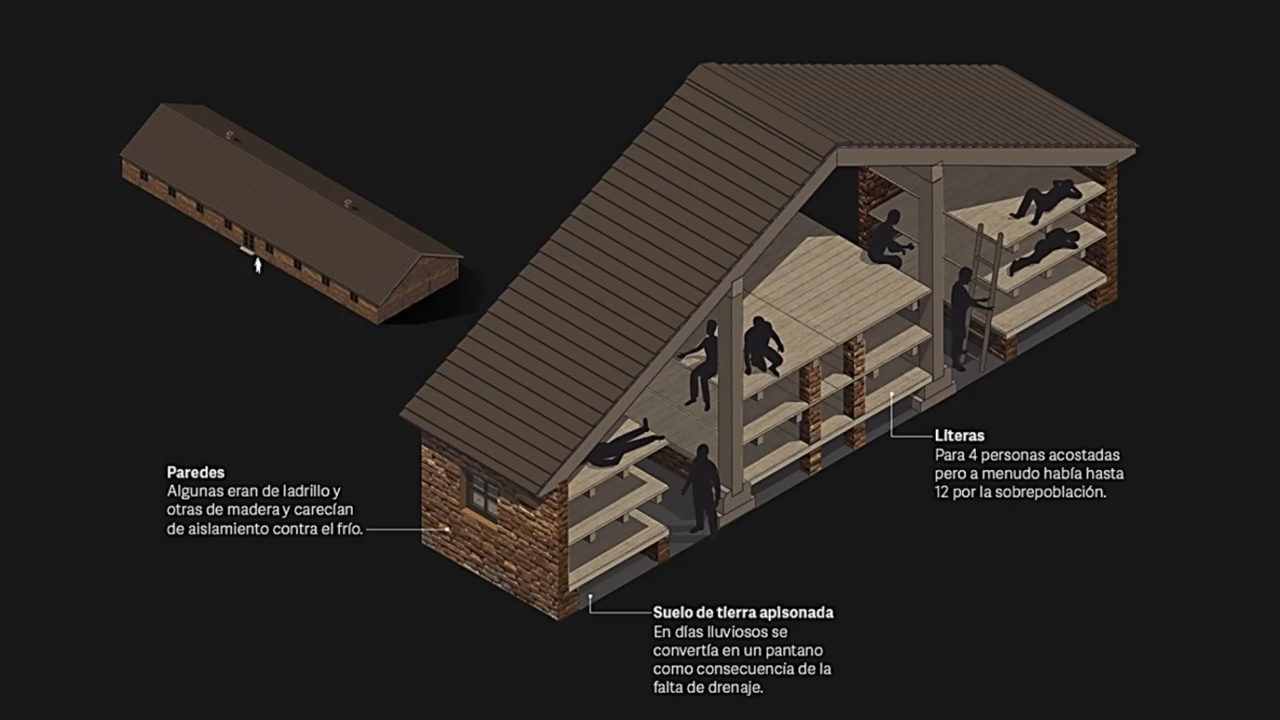 Paredes
Algunas eran de ladrillo y
otras de madera y carecían
de aislamiento contra el frío.
Literas
Para 4 personas acostadas
pero a menudo había hasta
12 por la sobrepoblación.
Suelo de tierra apisonada
En días lluviosos se
convertía en un pantano
como consecuencia de la
falta de drenaje.